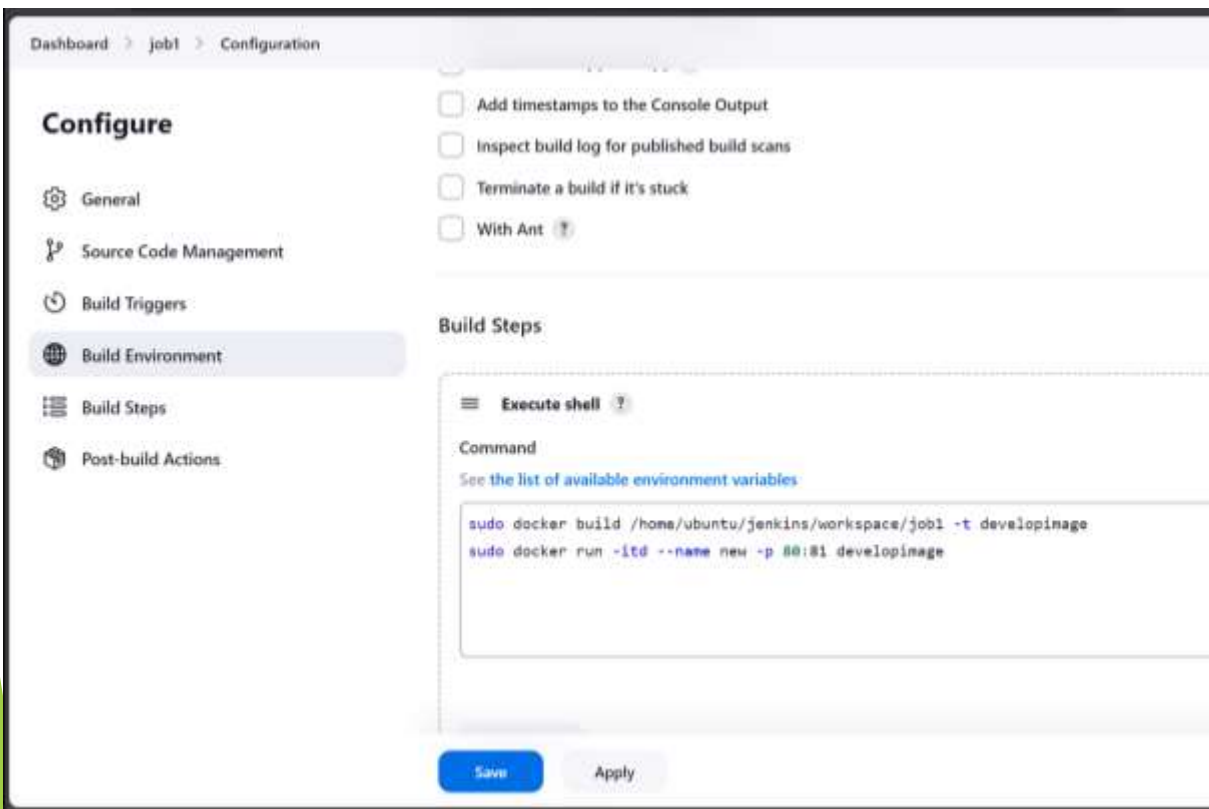 Dashboard > job1 > Configuration
Configure
General
Source Code Management
Build Triggers
Build Environment
Build Steps
Post-build Actions
Add timestamps to the Console Output
Inspect build log for published build scans
Terminate a build if it's stuck
With Ant ?
Build Steps
Execute shell ?
Command
See the list of available environment variables
sudo docker build /home/ubuntu/jenkins/workspace/job1 -t developimage
sudo docker run -itd --name new -p 80:81 developimage
Save
Apply